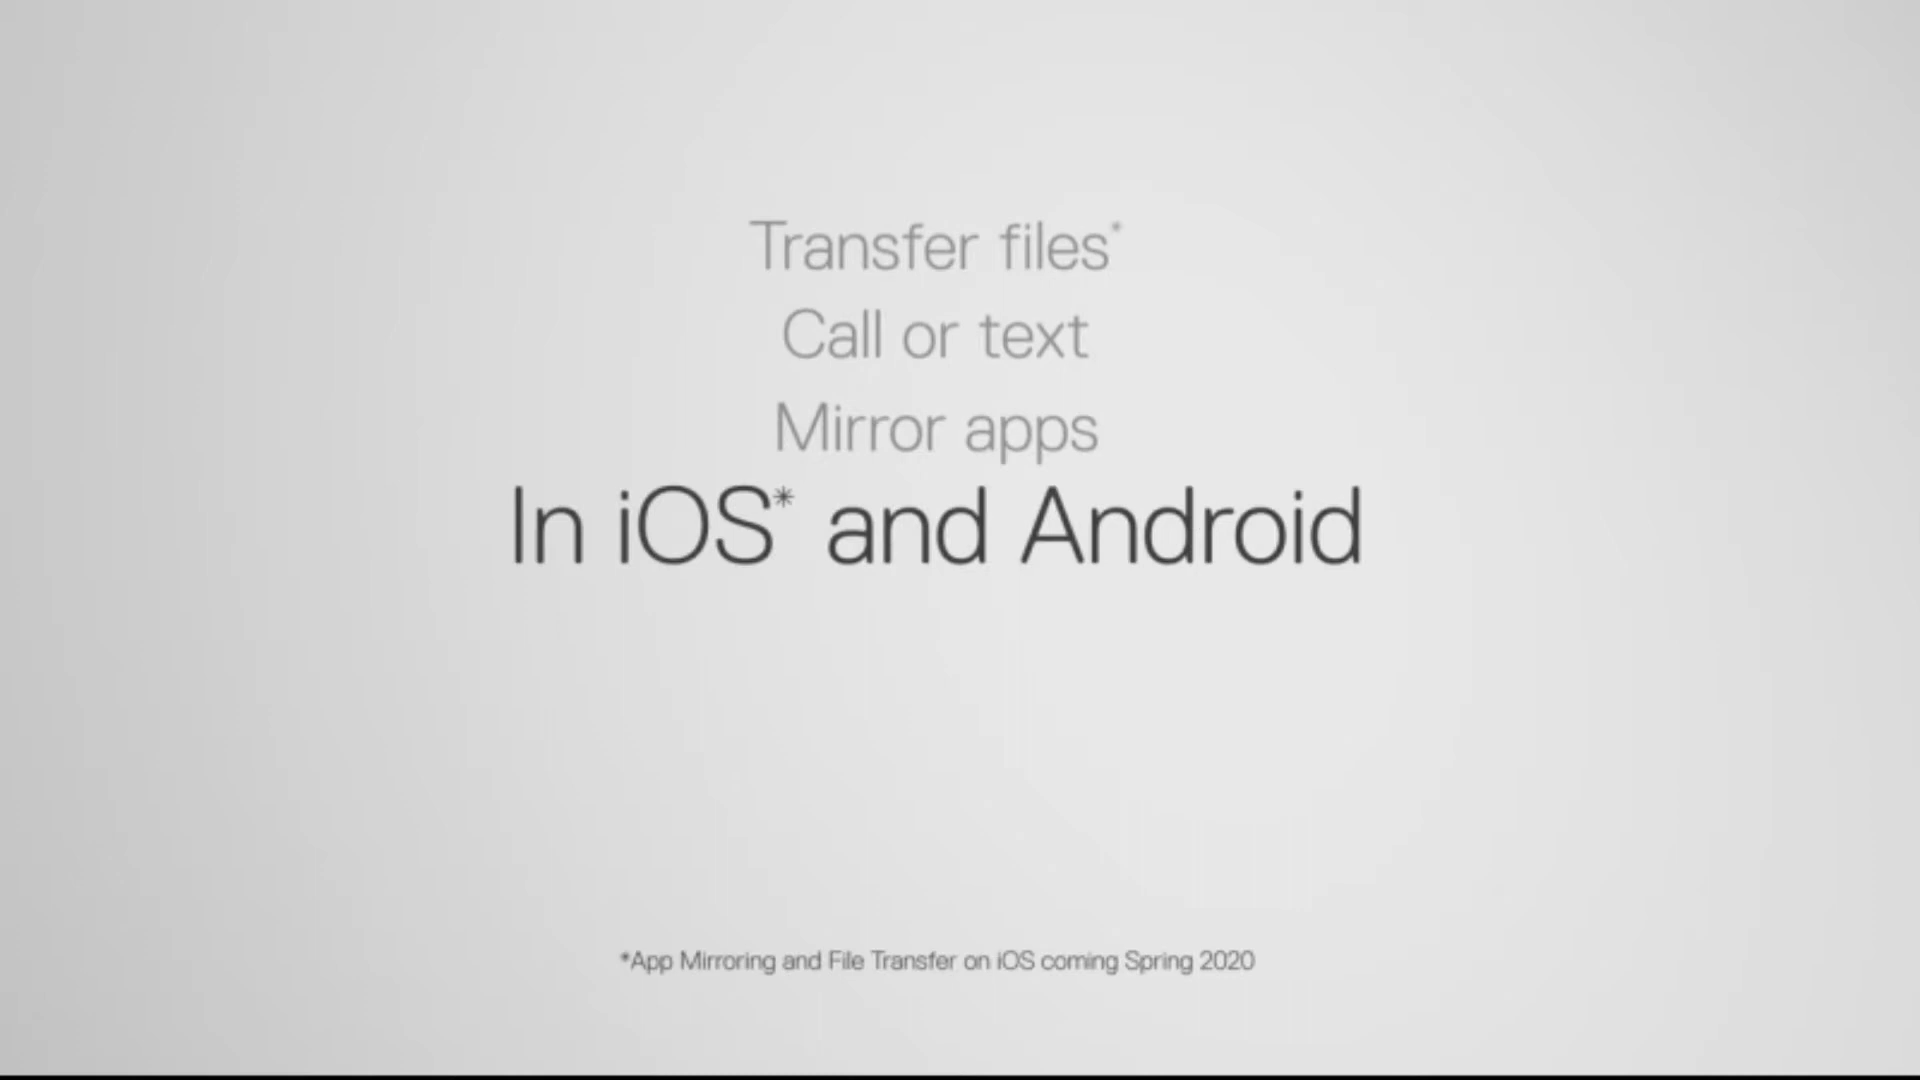 Transfer files*
Call or text
Mirror apps
In iOS* and Android
*App Mirroring and File Transfer on iOS coming Spring 2020